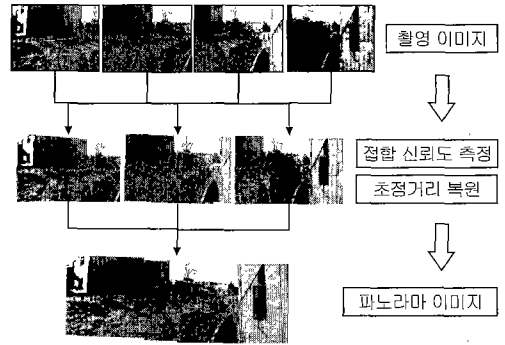 촬영 이미지
접합 신뢰도 측정
초점거리 복원
파노라마 이미지